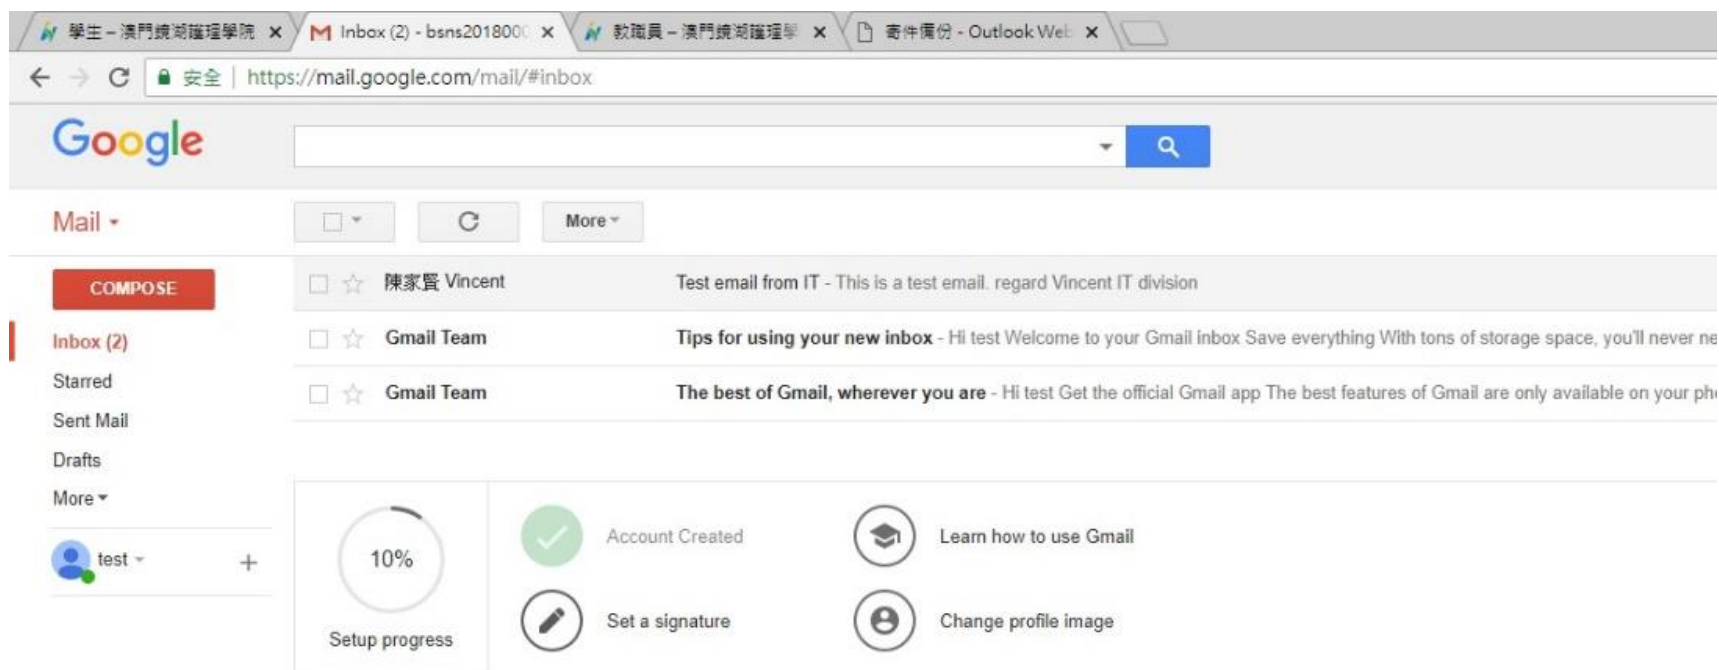 學生 – 澳門鏡湖護理學院
Inbox (2) - bsns2018000
教職員 – 澳門鏡湖護理學
寄件備份 - Outlook Web
安全 | https://mail.google.com/mail/#inbox
Google
Mail
More
COMPOSE
陳家賢 Vincent
Test email from IT - This is a test email. regard Vincent IT division
Inbox (2)
Gmail Team
Tips for using your new inbox - Hi test Welcome to your Gmail inbox Save everything With tons of storage space, you'll never ne
Starred
Gmail Team
The best of Gmail, wherever you are - Hi test Get the official Gmail app The best features of Gmail are only available on your pho
Sent Mail
Drafts
More
test
10%
Setup progress
Account Created
Learn how to use Gmail
Set a signature
Change profile image